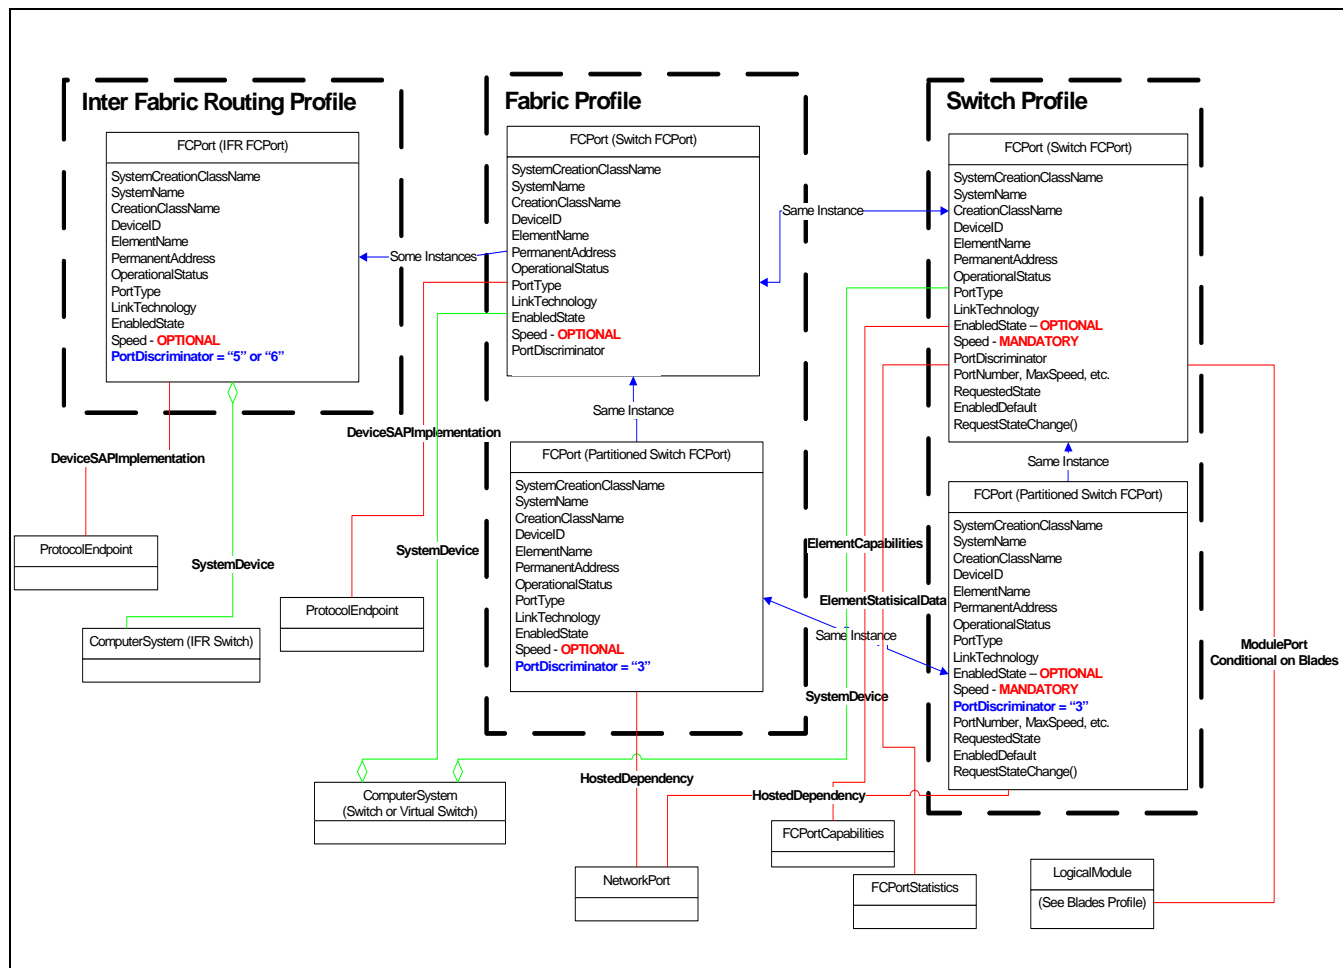 Inter Fabric Routing Profile
FCPort (IFR FCPort)
SystemCreationClassName
SystemName
CreationClassName
DeviceID
ElementName
PermanentAddress
OperationalStatus
PortType
LinkTechnology
EnabledState
Speed - OPTIONAL
PortDiscriminator = “5” or “6”
Fabric Profile
FCPort (Switch FCPort)
SystemCreationClassName
SystemName
CreationClassName
DeviceID
ElementName
PermanentAddress
OperationalStatus
PortType
LinkTechnology
EnabledState
Speed - OPTIONAL
PortDiscriminator
Switch Profile
FCPort (Switch FCPort)
SystemCreationClassName
SystemName
CreationClassName
DeviceID
ElementName
PermanentAddress
OperationalStatus
PortType
LinkTechnology
EnabledState – OPTIONAL
Speed - MANDATORY
PortDiscriminator
PortNumber, MaxSpeed, etc.
RequestedState
EnabledDefault
RequestStateChange()
Some Instances
Same Instance
Same Instance
Same Instance
DeviceSAPImplementation
DeviceSAPImplementation
FCPort (Partitioned Switch FCPort)
SystemCreationClassName
SystemName
CreationClassName
DeviceID
ElementName
PermanentAddress
OperationalStatus
PortType
LinkTechnology
EnabledState
Speed - OPTIONAL
PortDiscriminator = “3”
FCPort (Partitioned Switch FCPort)
SystemCreationClassName
SystemName
CreationClassName
DeviceID
ElementName
PermanentAddress
OperationalStatus
PortType
LinkTechnology
EnabledState – OPTIONAL
Speed - MANDATORY
PortDiscriminator = “3”
PortNumber, MaxSpeed, etc.
RequestedState
EnabledDefault
RequestStateChange()
ProtocolEndpoint
SystemDevice
ProtocolEndpoint
SystemDevice
ComputerSystem (IFR Switch)
ElementCapabilities
ElementStatisicalData
Same Instance
SystemDevice
ModulePort
Conditional on Blades
HostedDependency
HostedDependency
ComputerSystem
(Switch or Virtual Switch)
FCPortCapabilities
NetworkPort
FCPortStatistics
LogicalModule
(See Blades Profile)